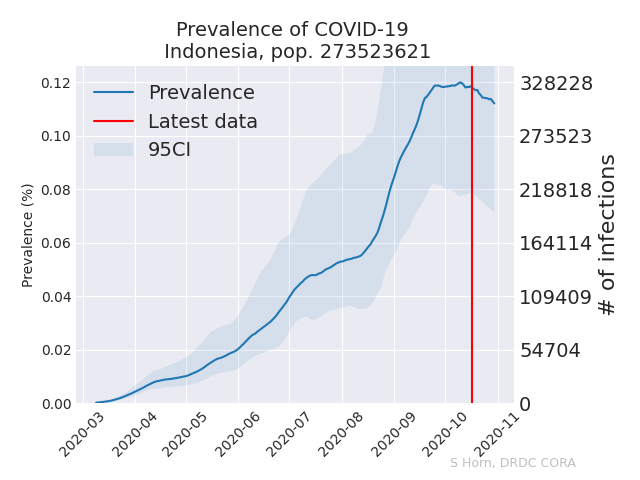 Prevalence of COVID-19
Indonesia, pop. 273523621
Prevalence
Latest data
95CI
Prevalence (%)
0.12
0.10
0.08
0.06
0.04
0.02
0.00
328228
273523
218818
164114
109409
54704
0
# of infections
2020-03
2020-04
2020-05
2020-06
2020-07
2020-08
2020-09
2020-10
2020-11
S Horn, DRDC CORA